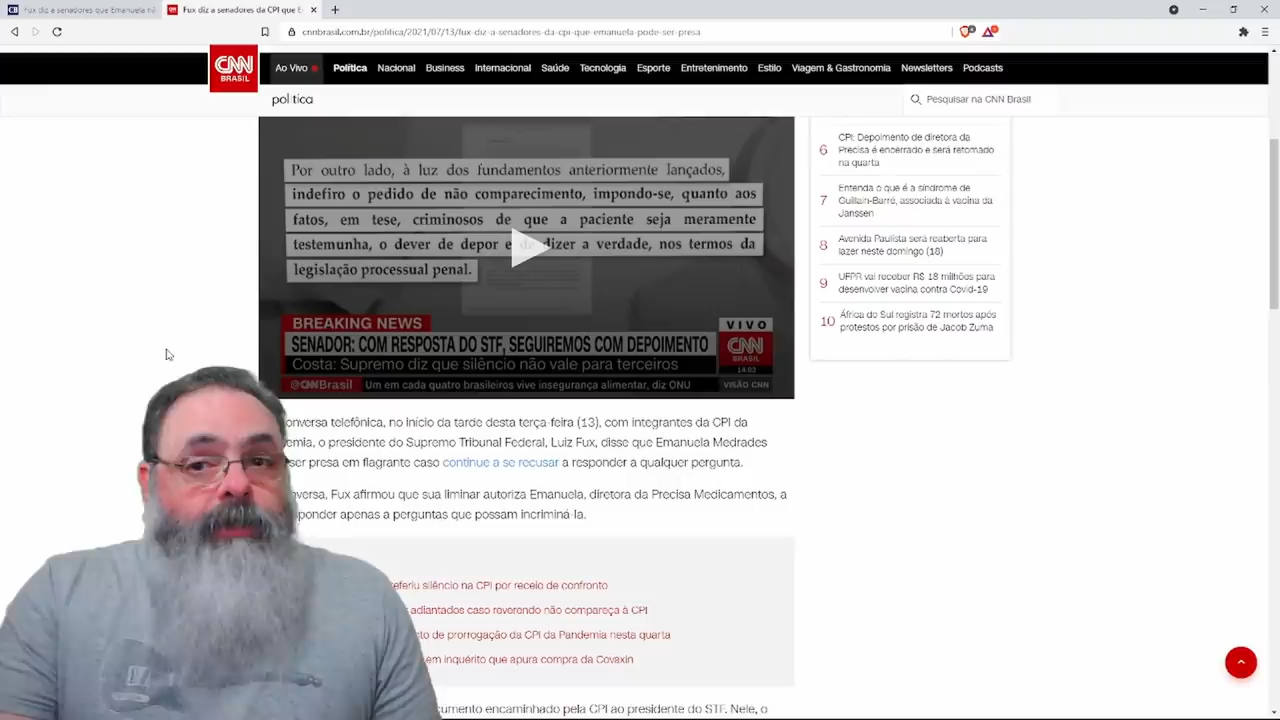 Fux diz a senadores que Emanuela nã
Fux diz a senadores da CPI que E
cnnbrasil.com.br/politica/2021/07/13/fux-diz-a-senadores-da-cpi-que-emanuela-pode-ser-presa
CNN BRASIL
Ao Vivo Política Nacional Business Internacional Saúde Tecnologia Esporte Entretenimento Estilo Viagem & Gastronomia Newsletters Podcasts
política
Pesquisar na CNN Brasil
Por outro lado, à luz dos fundamentos anteriormente lançados,
indefiro o pedido de não comparecimento, impondo-se, quanto aos
fatos, em tese, criminosos de que a paciente seja meramente
testemunha, o dever de depor e de dizer a verdade, nos termos da
legislação processual penal.
BREAKING NEWS
SENADOR: COM RESPOSTA DO STF, SEGUIREMOS COM DEPOIMENTO
Costa: Supremo diz que silêncio não vale para terceiros
@CNNBrasil Um em cada quatro brasileiros vive insegurança alimentar, diz ONU
VIVO
CNN
BRASIL
14:03
VISÃO CNN
6 CPI: Depoimento de diretora da
Precisa é encerrado e será retomado
na quarta
7 Entenda o que é a síndrome de
Guillain-Barré, associada à vacina da
Janssen
8 Avenida Paulista será reaberta para
lazer neste domingo (18)
9 UFPR vai receber R$ 18 milhões para
desenvolver vacina contra Covid-19
10 África do Sul registra 72 mortos após
protestos por prisão de Jacob Zuma
onversa telefônica, no início da tarde desta terça-feira (13), com integrantes da CPI da
emia, o presidente do Supremo Tribunal Federal, Luiz Fux, disse que Emanuela Medrades
ser presa em flagrante caso continue a se recusar a responder a qualquer pergunta.
nversa, Fux afirmou que sua liminar autoriza Emanuela, diretora da Precisa Medicamentos, a
sponder apenas a perguntas que possam incriminá-la.
referiu silêncio na CPI por receio de confronto
adiantados caso reverendo não compareça à CPI
to de prorrogação da CPI da Pandemia nesta quarta
em inquérito que apura compra da Covaxin
cumento encaminhado pela CPI ao presidente do STF. Nele, o